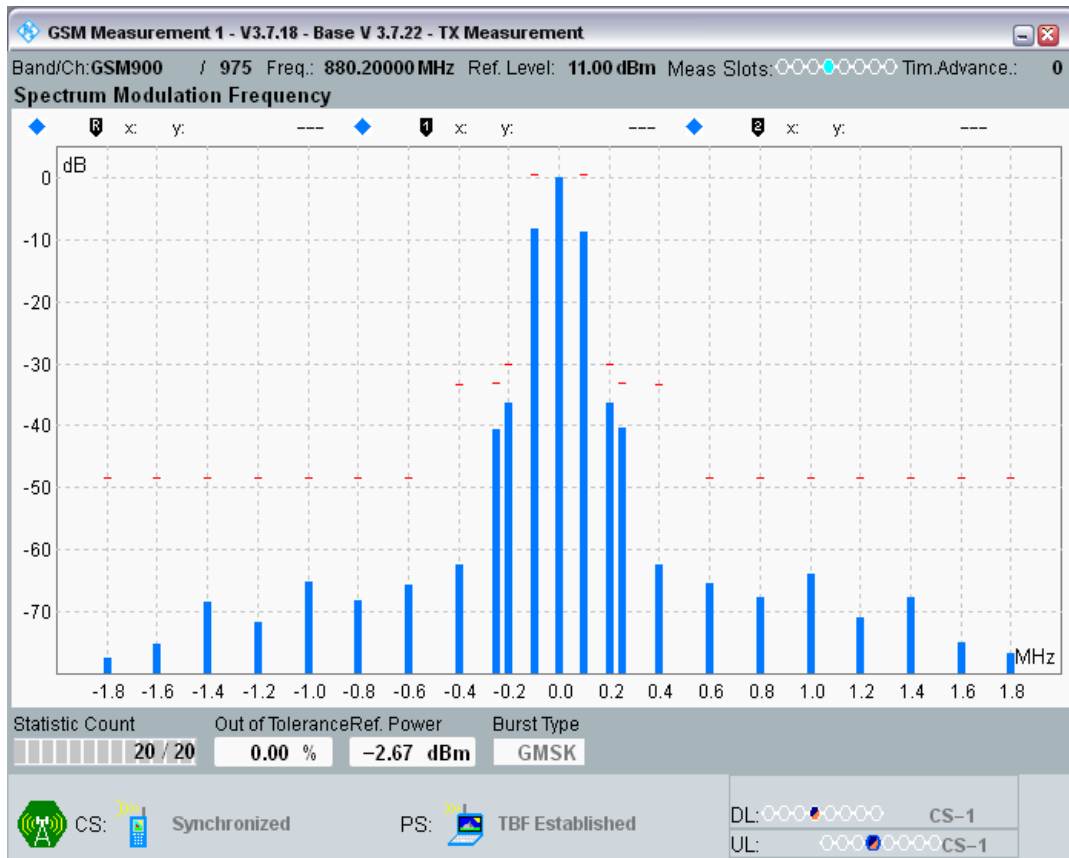 GSM Measurement 1 - V3.7.18 - Base V 3.7.22 - TX Measurement
Band/Ch:GSM900 / 975 Freq.: 880.20000 MHz Ref. Level: 11.00 dBm Meas Slots: Tim.Advance.: 0
Spectrum Modulation Frequency
R x: y: --- 1 x: y: --- 2 x: y: ---
dB
0
-10
-20
-30
-40
-50
-60
-70
MHz
-1.8 -1.6 -1.4 -1.2 -1.0 -0.8 -0.6 -0.4 -0.2 0.0 0.2 0.4 0.6 0.8 1.0 1.2 1.4 1.6 1.8
Statistic Count Out of Tolerance Ref. Power Burst Type
20 / 20 0.00 % −2.67 dBm GMSK
CS: Synchronized PS: TBF Established
DL: CS−1
UL: CS−1